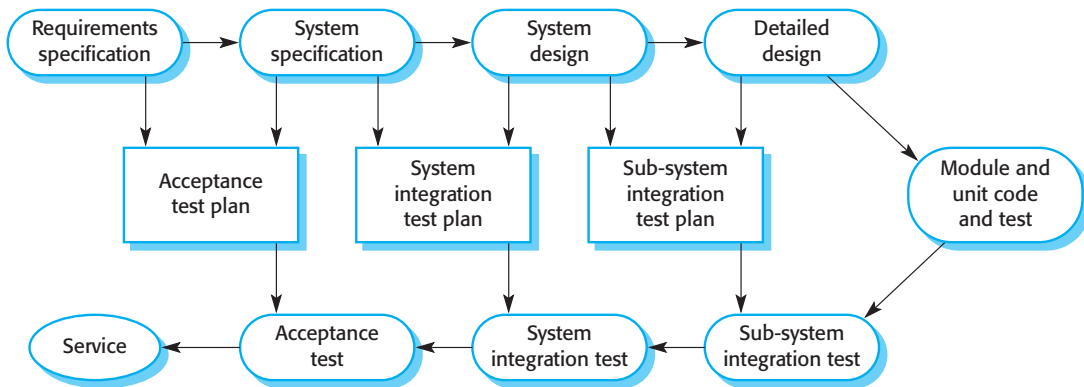 Requirements
specification
System
specification
System
design
Detailed
design
Acceptance
test plan
System
integration
test plan
Sub-system
integration
test plan
Module and
unit code
and test
Service
Acceptance
test
System
integration test
Sub-system
integration test